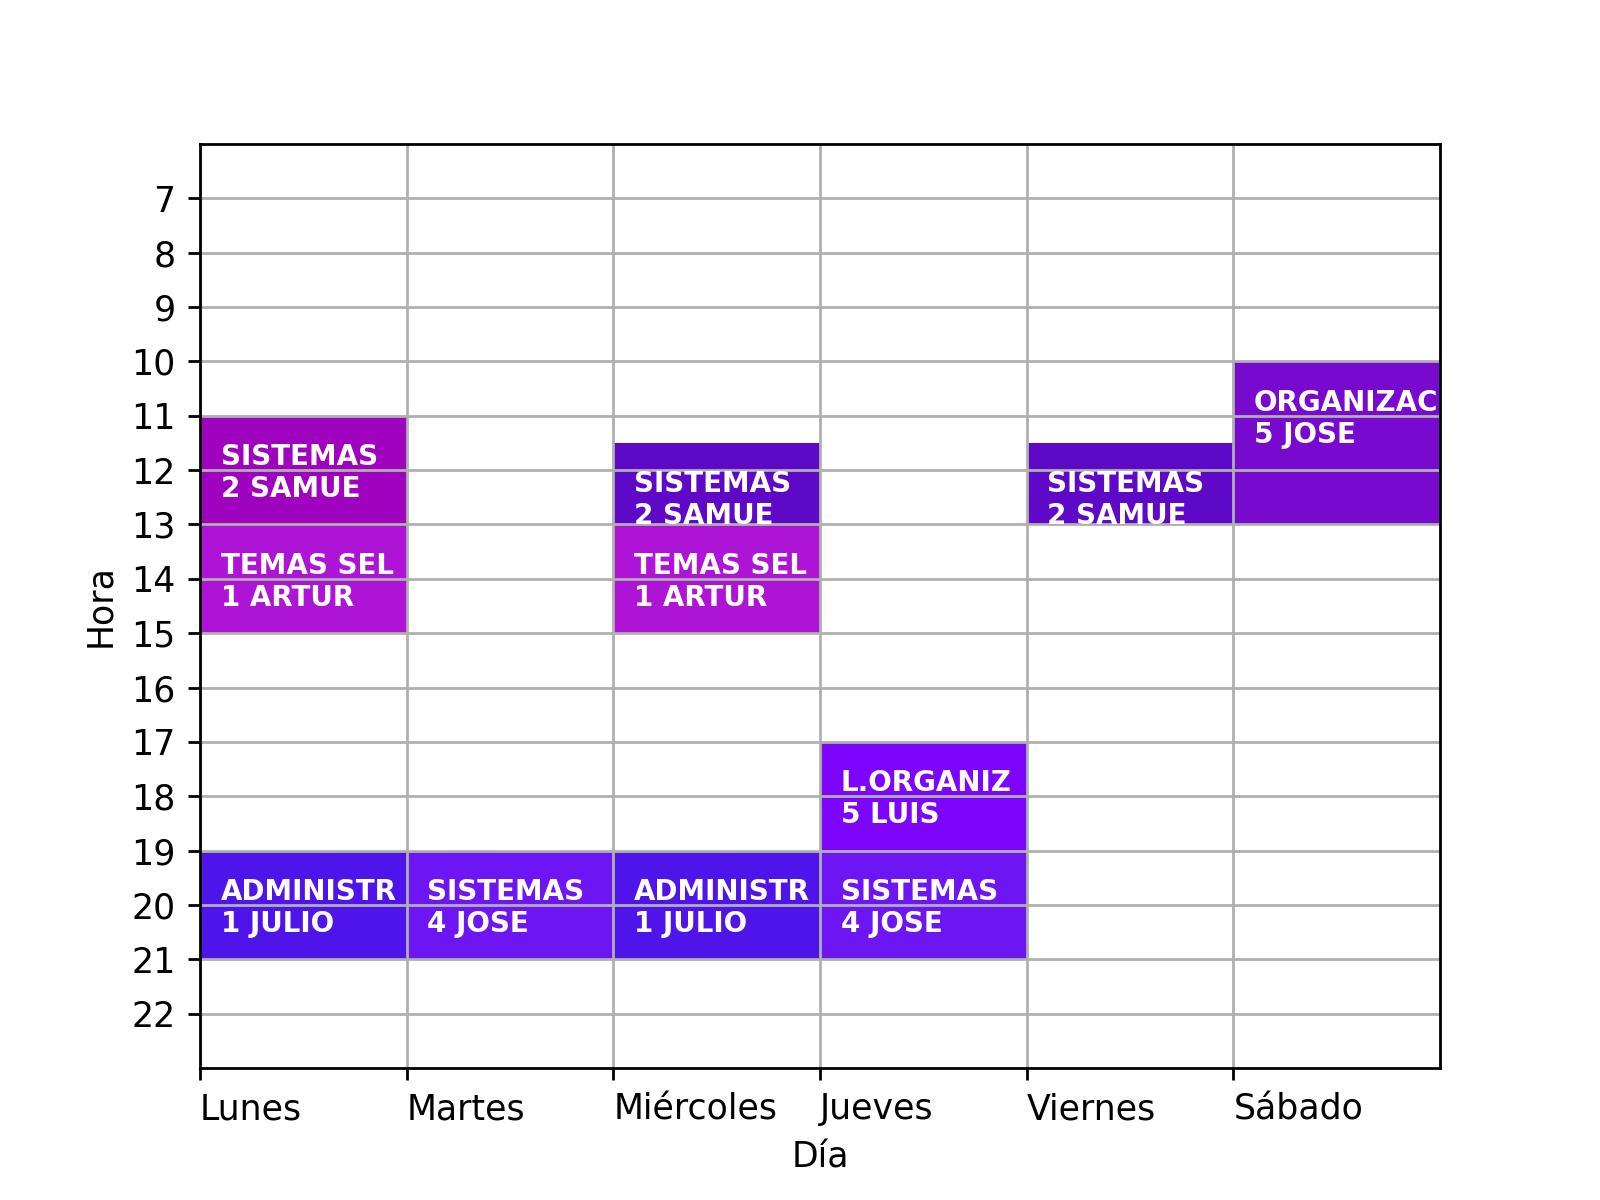 7
8
9
10
11
12
13
14
15
16
17
18
19
20
21
22
Hora
ORGANIZAC
5 JOSE
SISTEMAS
2 SAMUE
SISTEMAS
2 SAMUE
SISTEMAS
2 SAMUE
TEMAS SEL
1 ARTUR
TEMAS SEL
1 ARTUR
L.ORGANIZ
5 LUIS
ADMINISTR
1 JULIO
SISTEMAS
4 JOSE
ADMINISTR
1 JULIO
SISTEMAS
4 JOSE
Lunes Martes Miércoles Jueves Viernes Sábado
Día